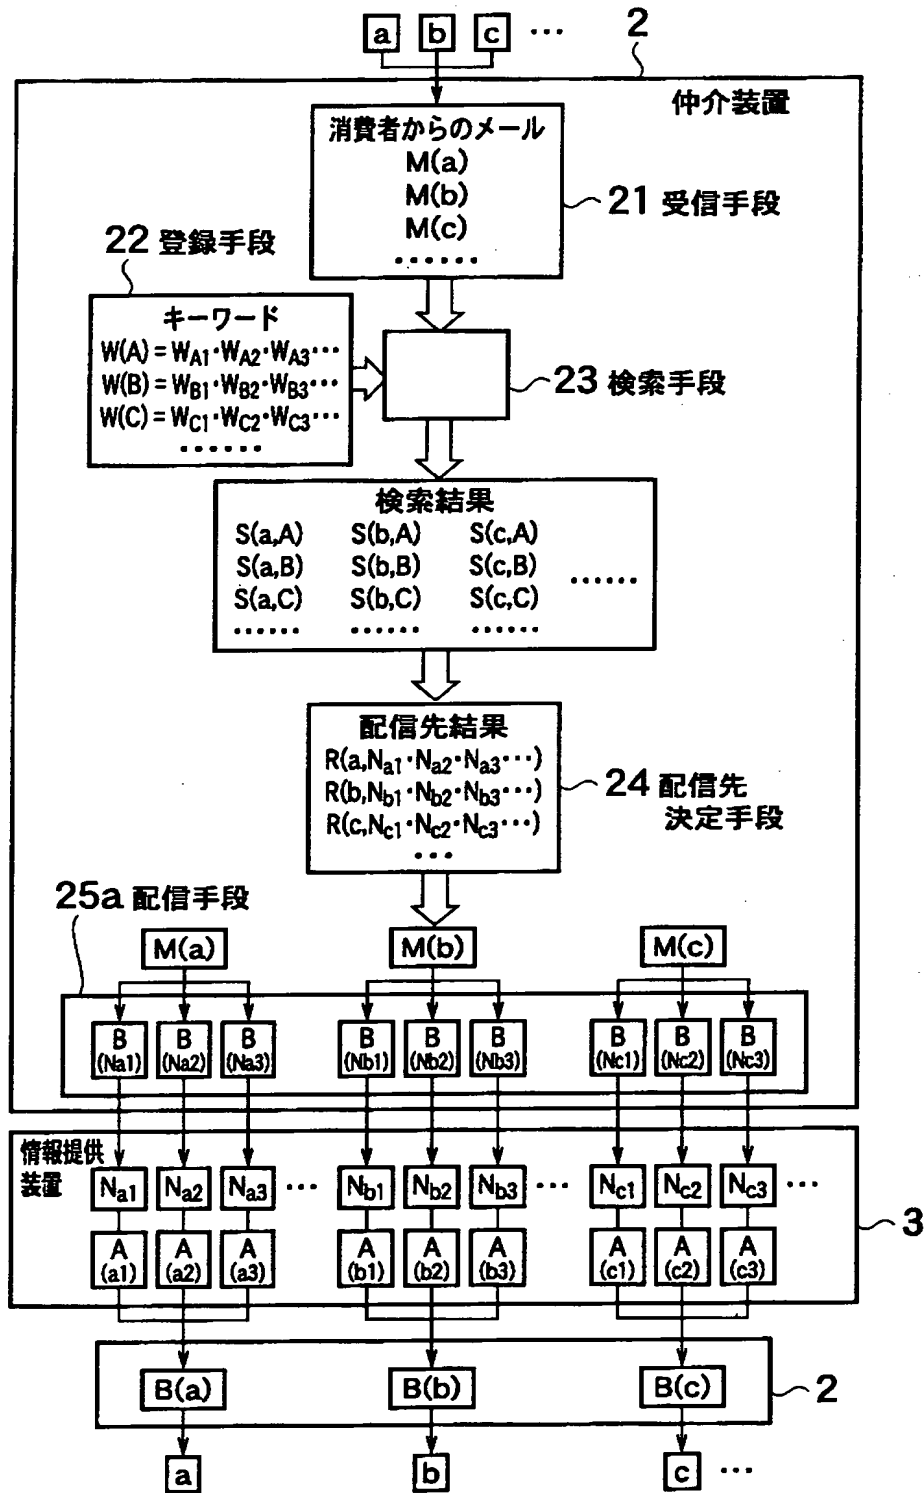 a b c …
2
仲介装置
消費者からのメール
M(a)
M(b)
M(c)
……
21 受信手段
22 登録手段
キーワード
W(A) = WA1・WA2・WA3…
W(B) = WB1・WB2・WB3…
W(C) = WC1・WC2・WC3…
……
23 検索手段
検索結果
S(a,A) S(b,A) S(c,A)
S(a,B) S(b,B) S(c,B) ……
S(a,C) S(b,C) S(c,C)
…… …… ……
配信先結果
R(a,Na1・Na2・Na3…)
R(b,Nb1・Nb2・Nb3…)
R(c,Nc1・Nc2・Nc3…)
…
24 配信先
決定手段
25a 配信手段
M(a) M(b) M(c)
B B B B B B B B B
(Na1) (Na2) (Na3) (Nb1) (Nb2) (Nb3) (Nc1) (Nc2) (Nc3)
情報提供
装置
Na1 Na2 Na3 … Nb1 Nb2 Nb3 … Nc1 Nc2 Nc3 …
3
A A A A A A A A A
(a1) (a2) (a3) (b1) (b2) (b3) (c1) (c2) (c3)
B(a) B(b) B(c)
2
a b c …